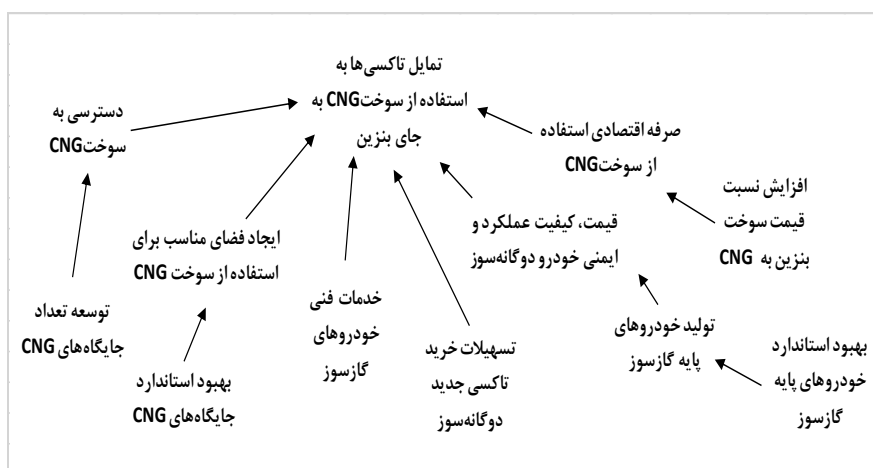 تمایل تاکسی‌ها به
استفاده از سوخت CNG به
جای بنزین
دسترسی به
سوخت CNG
صرفه اقتصادی استفاده
از سوخت CNG
افزایش نسبت
قیمت سوخت
بنزین به CNG
ایجاد فضای مناسب برای
استفاده از سوخت CNG
قیمت، کیفیت عملکرد و
ایمنی خودرو دوگانه‌سوز
توسعه تعداد
جایگاه‌های CNG
خدمات فنی
خودروهای
گازسوز
تولید خودروهای
پایه گازسوز
بهبود استاندارد
جایگاه‌های CNG
تسهیلات خرید
تاکسی جدید
دوگانه‌سوز
بهبود استاندارد
خودروهای پایه
گازسوز